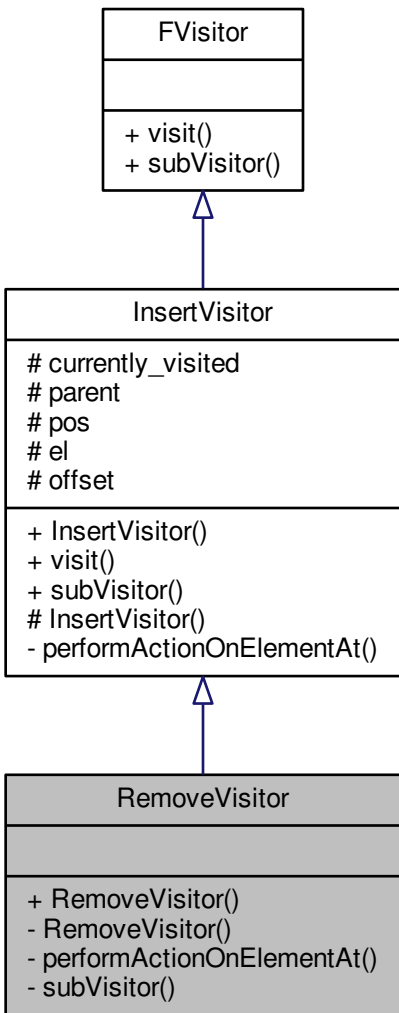 FVisitor
+ visit()
+ subVisitor()
InsertVisitor
# currently_visited
# parent
# pos
# el
# offset
+ InsertVisitor()
+ visit()
+ subVisitor()
# InsertVisitor()
- performActionOnElementAt()
RemoveVisitor
+ RemoveVisitor()
- RemoveVisitor()
- performActionOnElementAt()
- subVisitor()